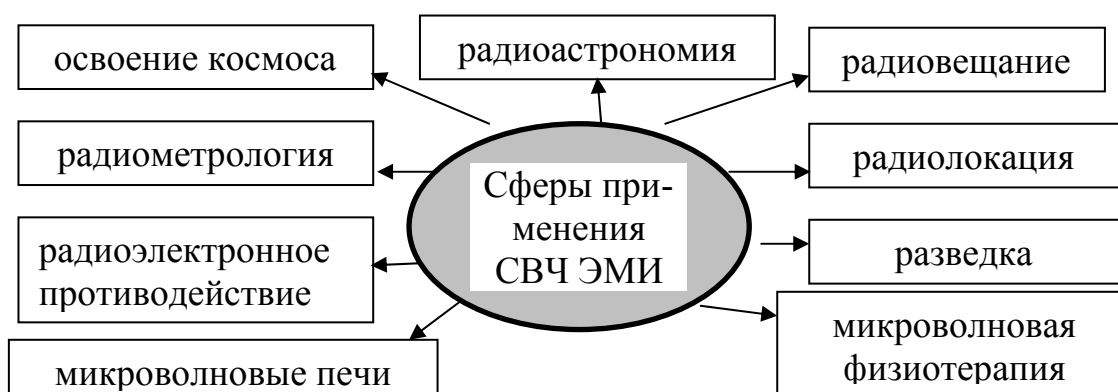 освоение космоса
радиоастрономия
радиовещание
радиометрология
Сферы при-
менения
СВЧ ЭМИ
радиолокация
радиоэлектронное
противодействие
разведка
микроволновые печи
микроволновая
физиотерапия